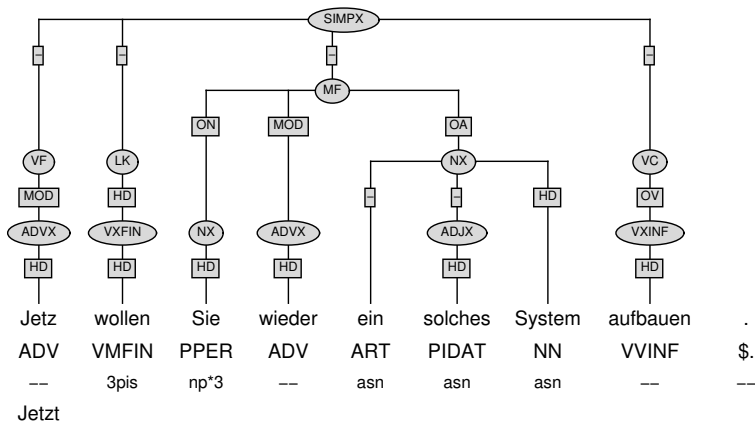 SIMPX
– – – –
MF
ON MOD OA
VF LK NX VC
MOD HD – – HD OV
ADVX VXFIN NX ADVX ADJX VXINF
HD HD HD HD HD HD
Jetz wollen Sie wieder ein solches System aufbauen .
ADV VMFIN PPER ADV ART PIDAT NN VVINF $.
–– 3pis np*3 –– asn asn asn –– ––
Jetzt